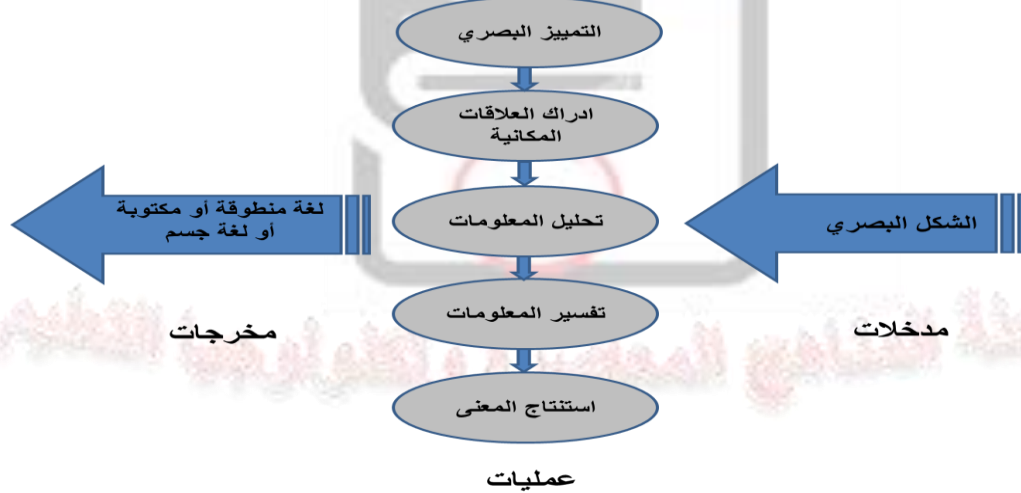 التمييز البصري
ادراك العلاقات
المكانية
الشكل البصري
تحليل المعلومات
لغة منطوقة أو مكتوبة
أو لغة جسم
تفسير المعلومات
مدخلات
مخرجات
استنتاج المعنى
عمليات